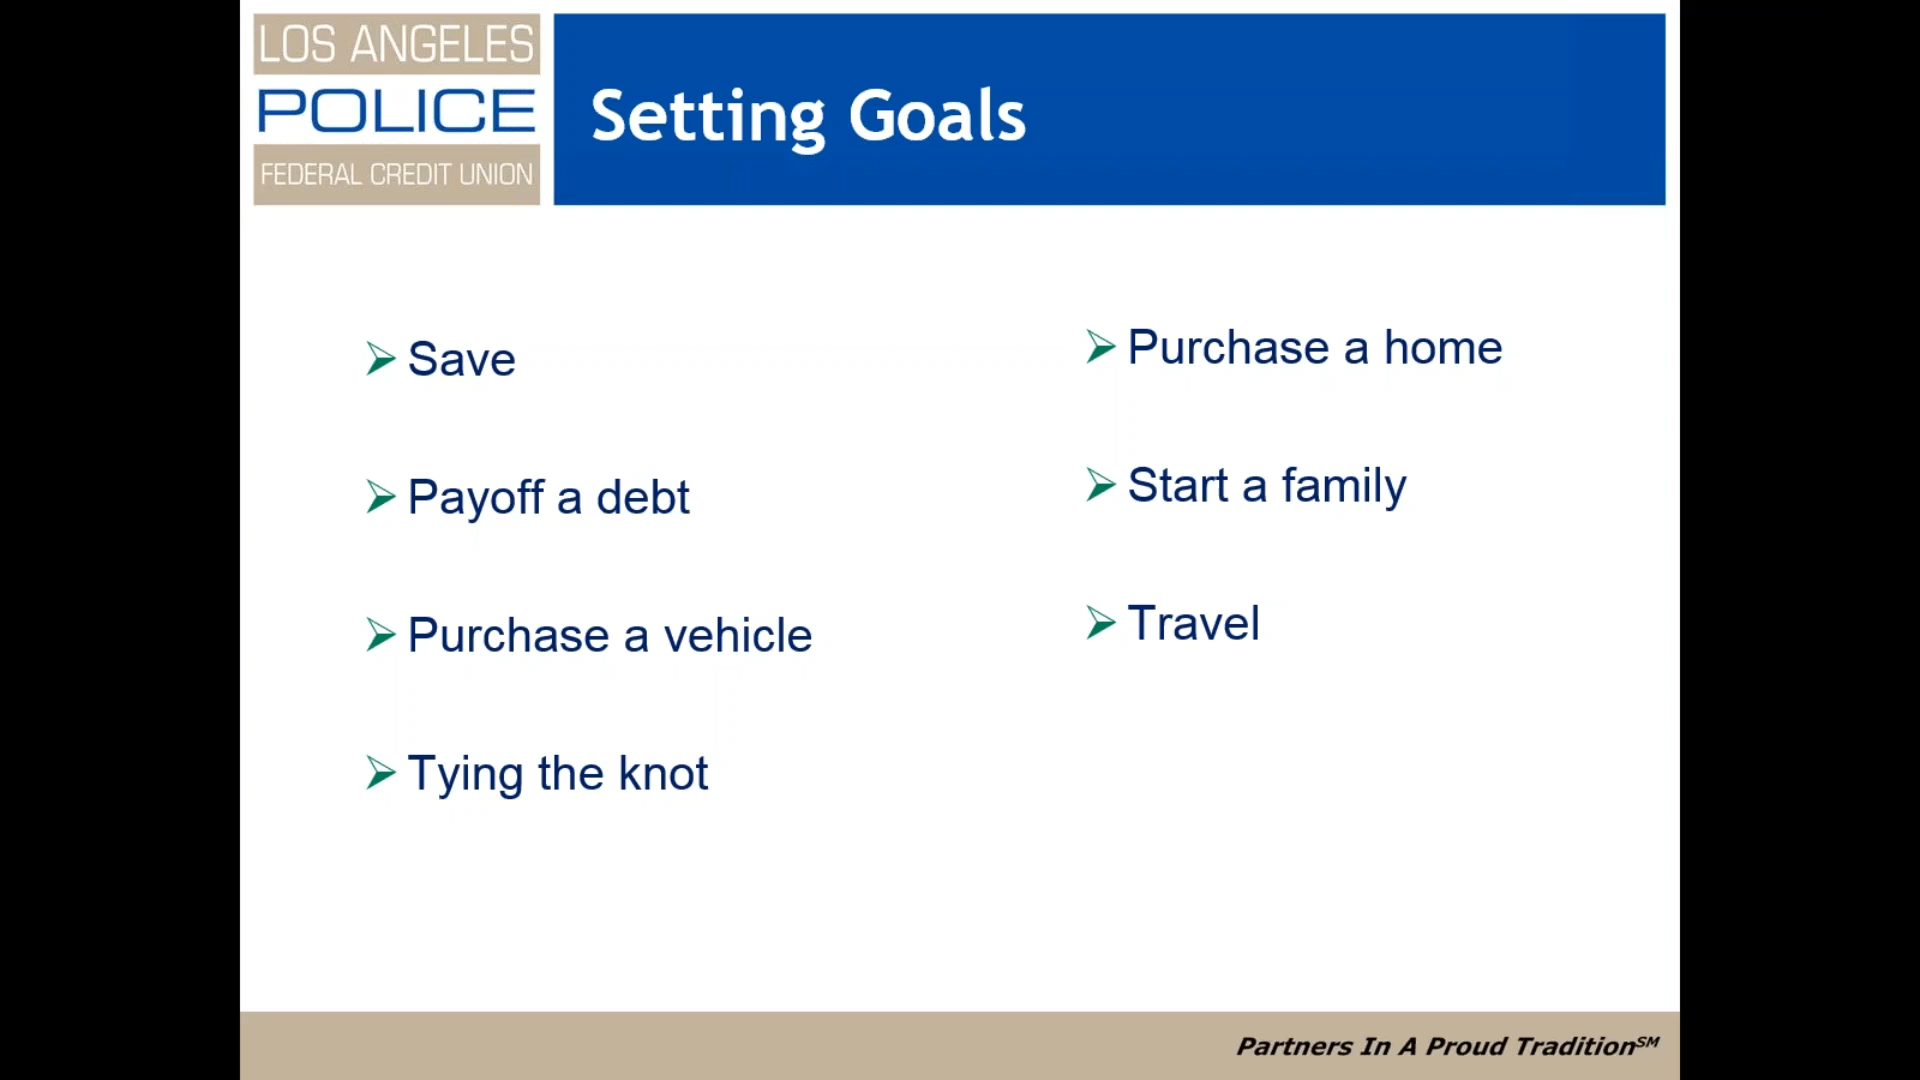 LOS ANGELES
POLICE
FEDERAL CREDIT UNION
Setting Goals
Save
Payoff a debt
Purchase a vehicle
Tying the knot
Purchase a home
Start a family
Travel
Partners In A Proud Tradition℠